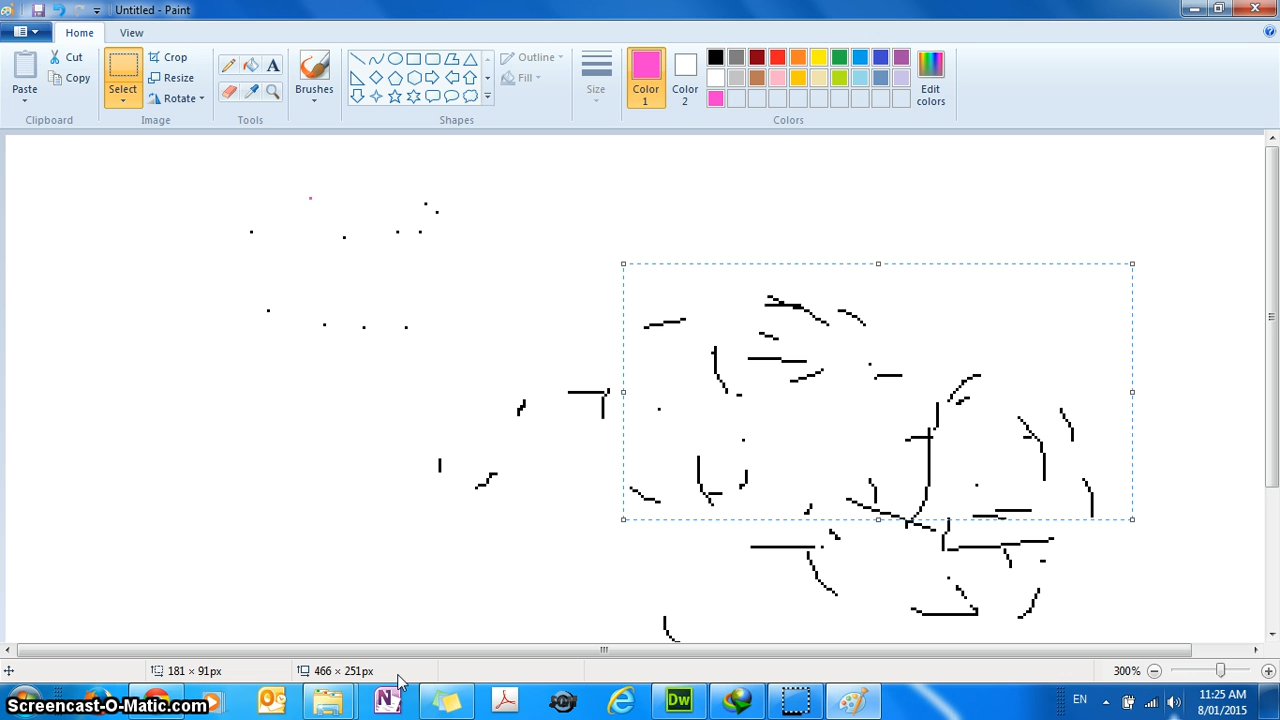 Untitled - Paint
Home View
Paste
Cut
Copy
Clipboard
Select
Crop
Resize
Rotate
Image
A
Tools
Brushes
Shapes
Outline
Fill
Size
Color 1
Color 2
Edit colors
Colors
181 × 91px
466 × 251px
300%
Screencast-O-Matic.com
N
Dw
EN
11:25 AM
8/01/2015